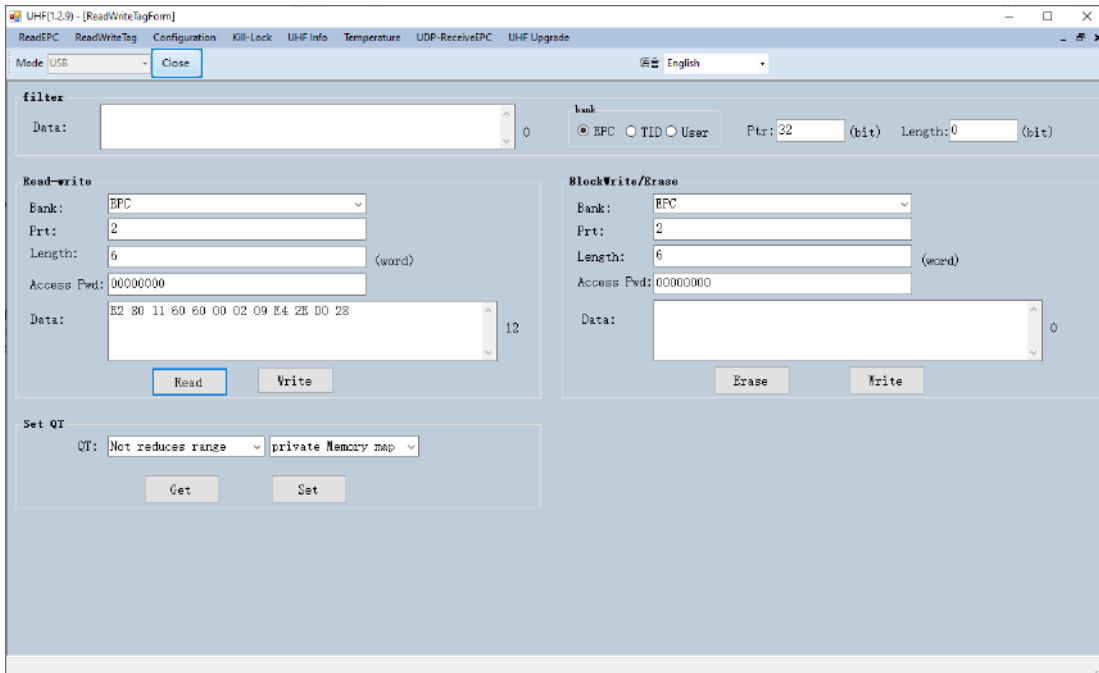 UHF(1.2.9) - [ReadWriteTagForm]
ReadEPC ReadWriteTag Configuration Kill-Lock UHF Info Temperature UDP-ReceiveEPC UHF Upgrade
Mode USB Close 语言 English
filter
Data: 0
bank
EPC TID User Ptr: 32 (bit) Length: 0 (bit)
Read-write
Bank: EPC
Prt: 2
Length: 6 (word)
Access Pwd: 00000000
Data: E2 80 11 60 60 00 02 09 E4 2E D0 28 12
Read Write
BlockWrite/Erase
Bank: EPC
Prt: 2
Length: 6 (word)
Access Pwd: 00000000
Data: 0
Erase Write
Set QT
QT: Not reduces range private Memory map
Get Set